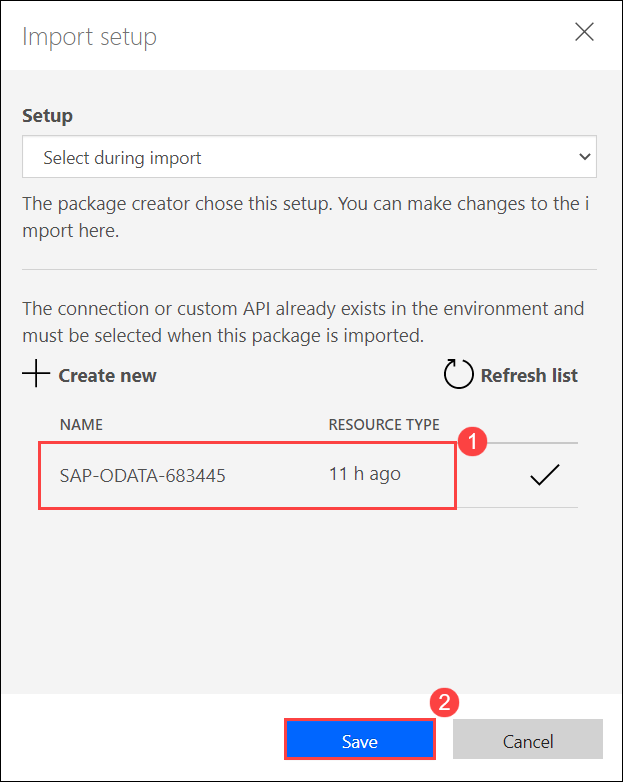 Import setup
Setup
Select during import
The package creator chose this setup. You can make changes to the i
mport here.
The connection or custom API already exists in the environment and
must be selected when this package is imported.
Create new
Refresh list
NAME RESOURCE TYPE
1
SAP-ODATA-683445 11 h ago
2
Save Cancel